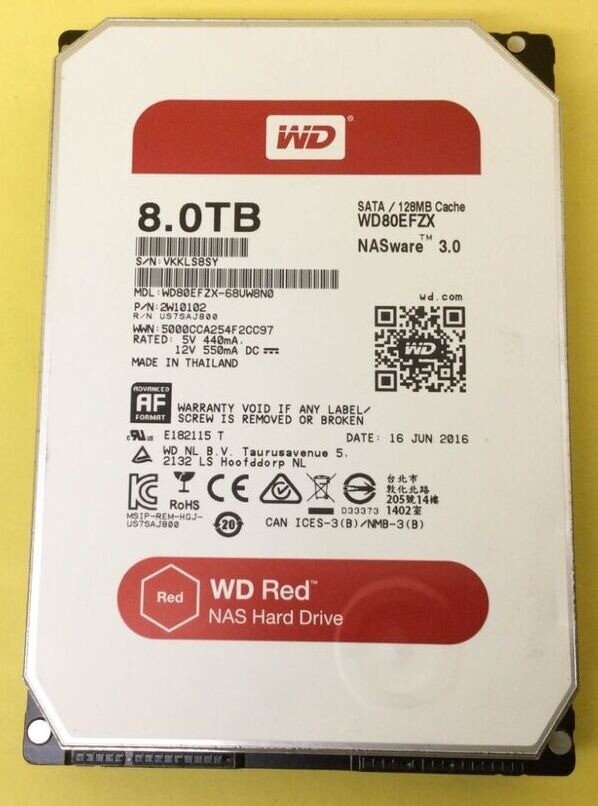 WD®
8.0TB
SATA / 128MB Cache
WD80EFZX
NASware™ 3.0
S/N: VKKLS8SY
MDL: WD80EFZX-68UW8N0
P/N: 2W10102
R/N US7SAJ800
WWN: 5000CCA254F2CC97
RATED: 5V 440mA.
12V 550mA DC
MADE IN THAILAND
wd.com
WD
ADVANCED
AF
FORMAT
WARRANTY VOID IF ANY LABEL/
SCREW IS REMOVED OR BROKEN
E182115 T
DATE: 16 JUN 2016
WD NL B.V. Taurusavenue 5.
2132 LS Hoofddorp NL
RoHS
CE
台北市
敦化北路
205號14樓
1402室
D33373
MSIP-REM-HGJ-
US7SAJ800
20
CAN ICES-3(B)/NMB-3(B)
Red
WD Red™
NAS Hard Drive